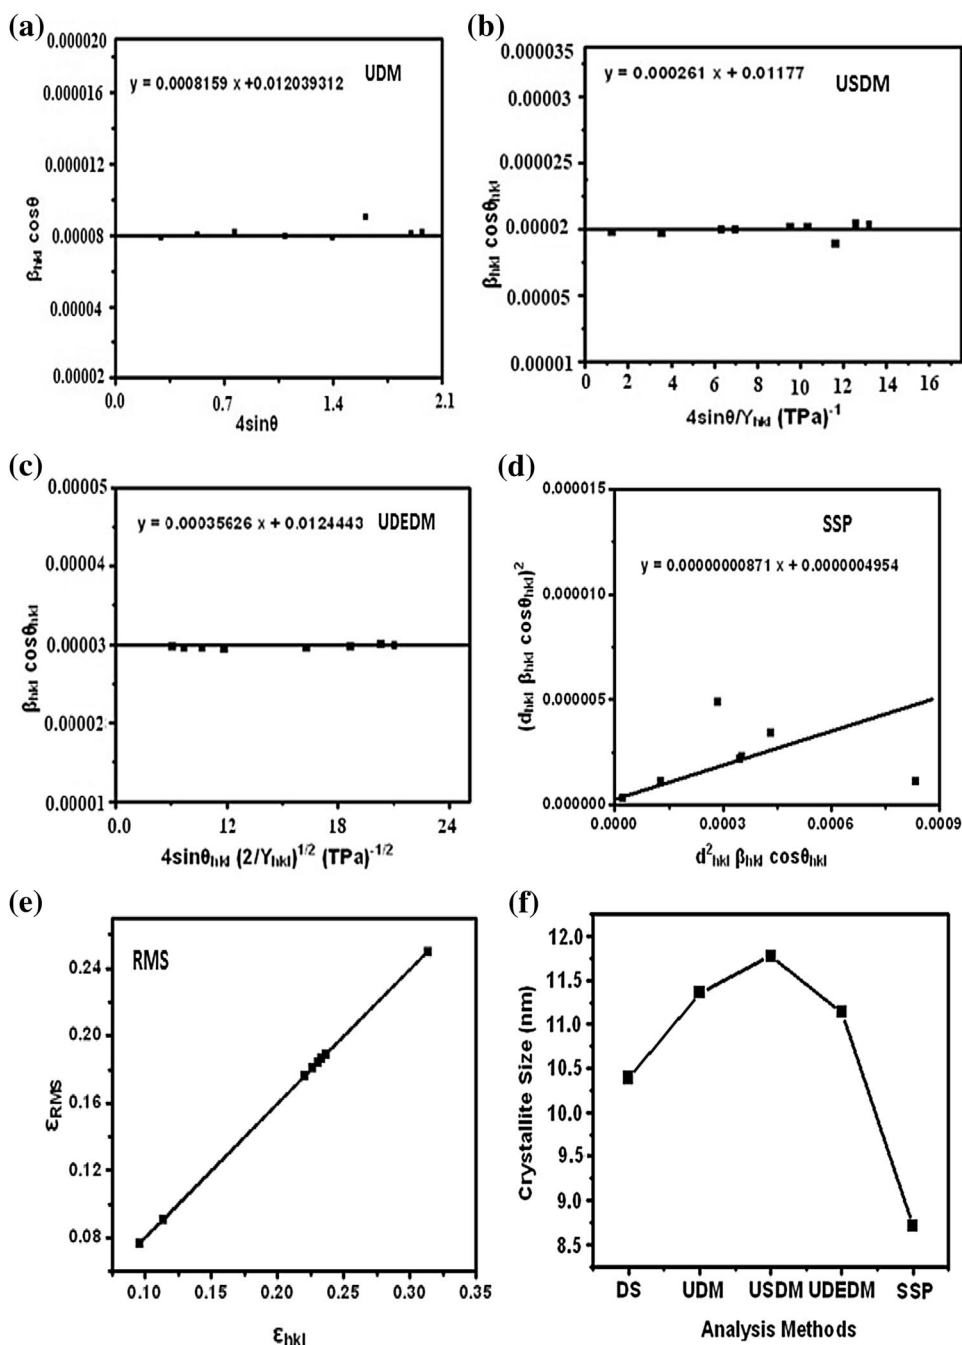 (a)
0.000020
0.000016
0.000012
0.00008
0.00004
0.00002
βhkl cosθ
y = 0.0008159 x +0.012039312
UDM
0.0 0.7 1.4 2.1
4sinθ
(b)
0.000035
0.00003
0.000025
0.00002
0.00005
0.00001
βhkl cosθhkl
y = 0.000261 x + 0.01177
USDM
0 2 4 6 8 10 12 14 16
4sinθ/Yhkl (TPa)-1
(c)
0.00005
0.00004
0.00003
0.00002
0.00001
βhkl cosθhkl
y = 0.00035626 x + 0.0124443
UDEDM
0.0 12 18 24
4sinθhkl (2/Yhkl)1/2 (TPa)-1/2
(d)
0.000015
0.000010
0.000005
0.000000
(dhkl βhkl cosθhkl)2
SSP
y = 0.00000000871 x + 0.0000004954
0.0000 0.0003 0.0006 0.0009
d2hkl βhkl cosθhkl
(e)
0.24
0.20
0.16
0.12
0.08
εRMS
RMS
0.10 0.15 0.20 0.25 0.30 0.35
εhkl
(f)
12.0
11.5
11.0
10.5
10.0
9.5
9.0
8.5
Crystallite Size (nm)
DS UDM USDM UDEDM SSP
Analysis Methods